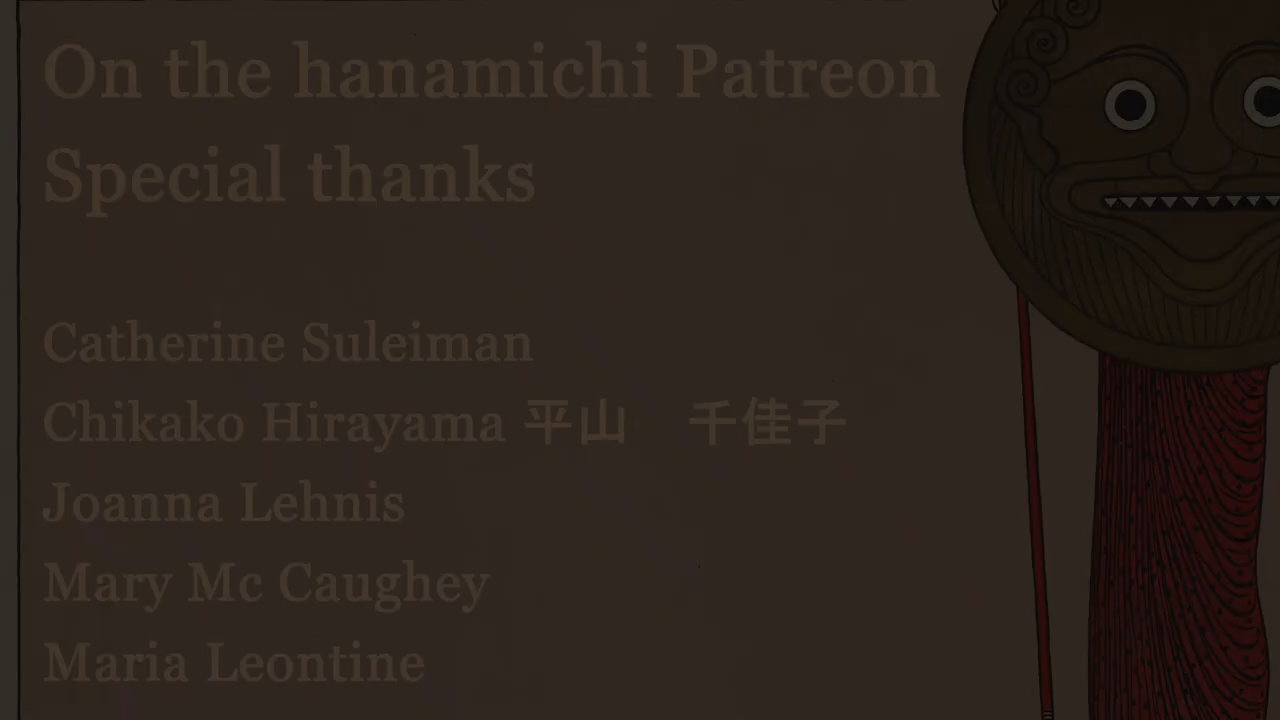 On the hanamichi Patreon
Special thanks
Catherine Suleiman
Chikako Hirayama 平山　千佳子
Joanna Lehnis
Mary Mc Caughey
Maria Leontine